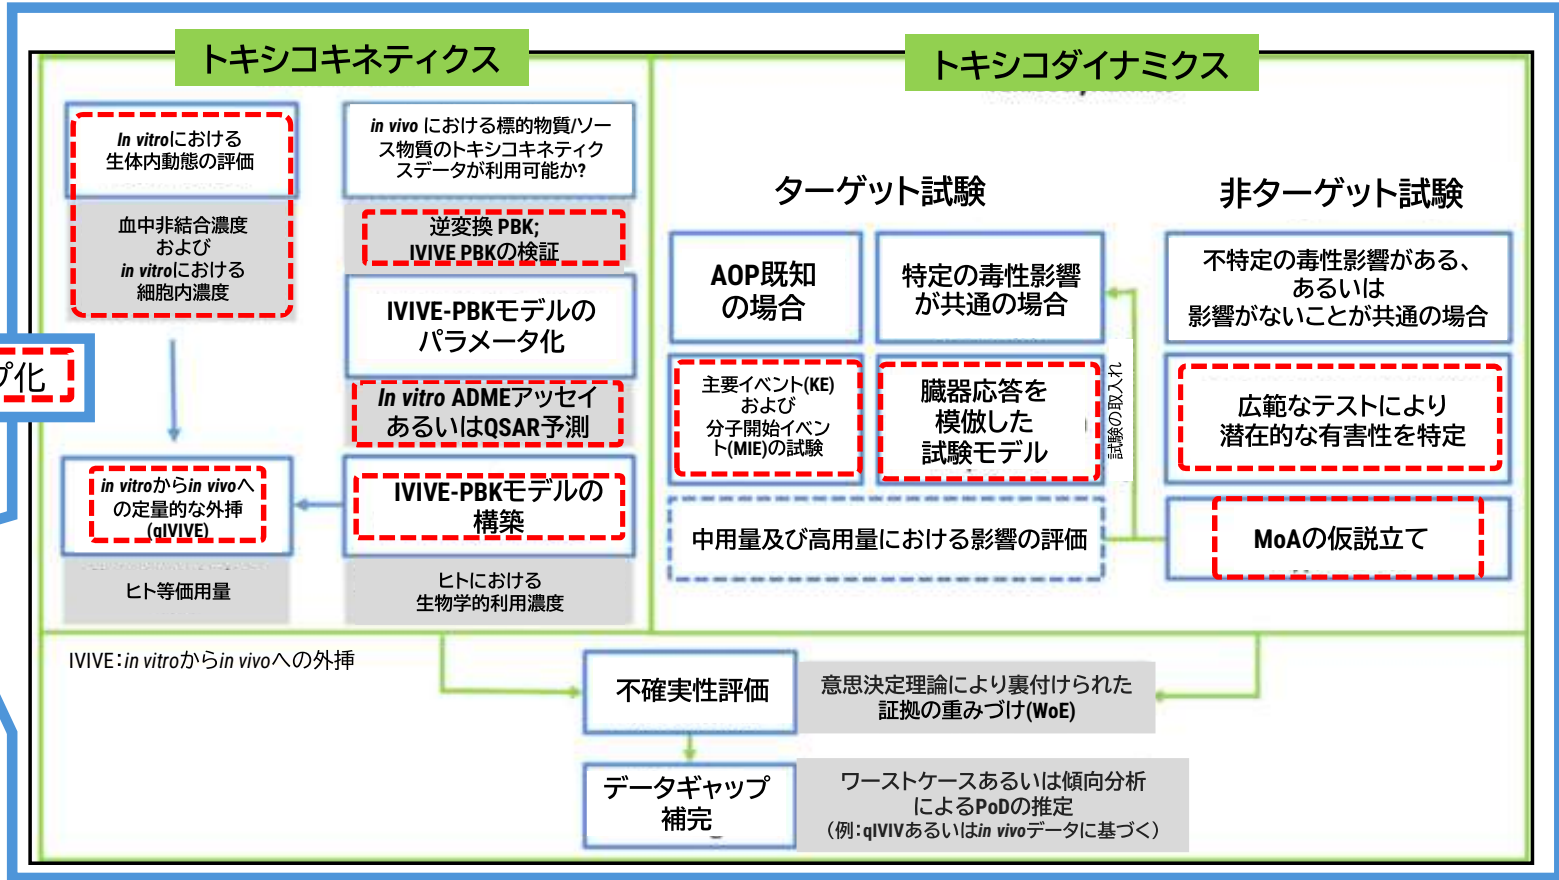 トキシコキネティクス
In vitroにおける
生体内動態の評価
血中非結合濃度
および
in vitroにおける
細胞内濃度
in vitroからin vivoへ
の定量的な外挿
(qIVIVE)
ヒト等価用量
in vivo における標的物質/ソー
ス物質のトキシコキネティク
スデータが利用可能か?
逆変換 PBK;
IVIVE PBKの検証
IVIVE-PBKモデルの
パラメータ化
In vitro ADMEアッセイ
あるいはQSAR予測
IVIVE-PBKモデルの
構築
ヒトにおける
生物学的利用濃度
プ化
トキシコダイナミクス
ターゲット試験
AOP既知
の場合
特定の毒性影響
が共通の場合
主要イベント(KE)
および
分子開始イベン
ト(MIE)の試験
臓器応答を
模倣した
試験モデル
試験の取入れ
中用量及び高用量における影響の評価
非ターゲット試験
不特定の毒性影響がある、
あるいは
影響がないことが共通の場合
広範なテストにより
潜在的な有害性を特定
MoAの仮説立て
IVIVE：in vitroからin vivoへの外挿
不確実性評価
意思決定理論により裏付けられた
証拠の重みづけ(WoE)
データギャップ
補完
ワーストケースあるいは傾向分析
によるPoDの推定
（例：qIVIVあるいはin vivoデータに基づく）